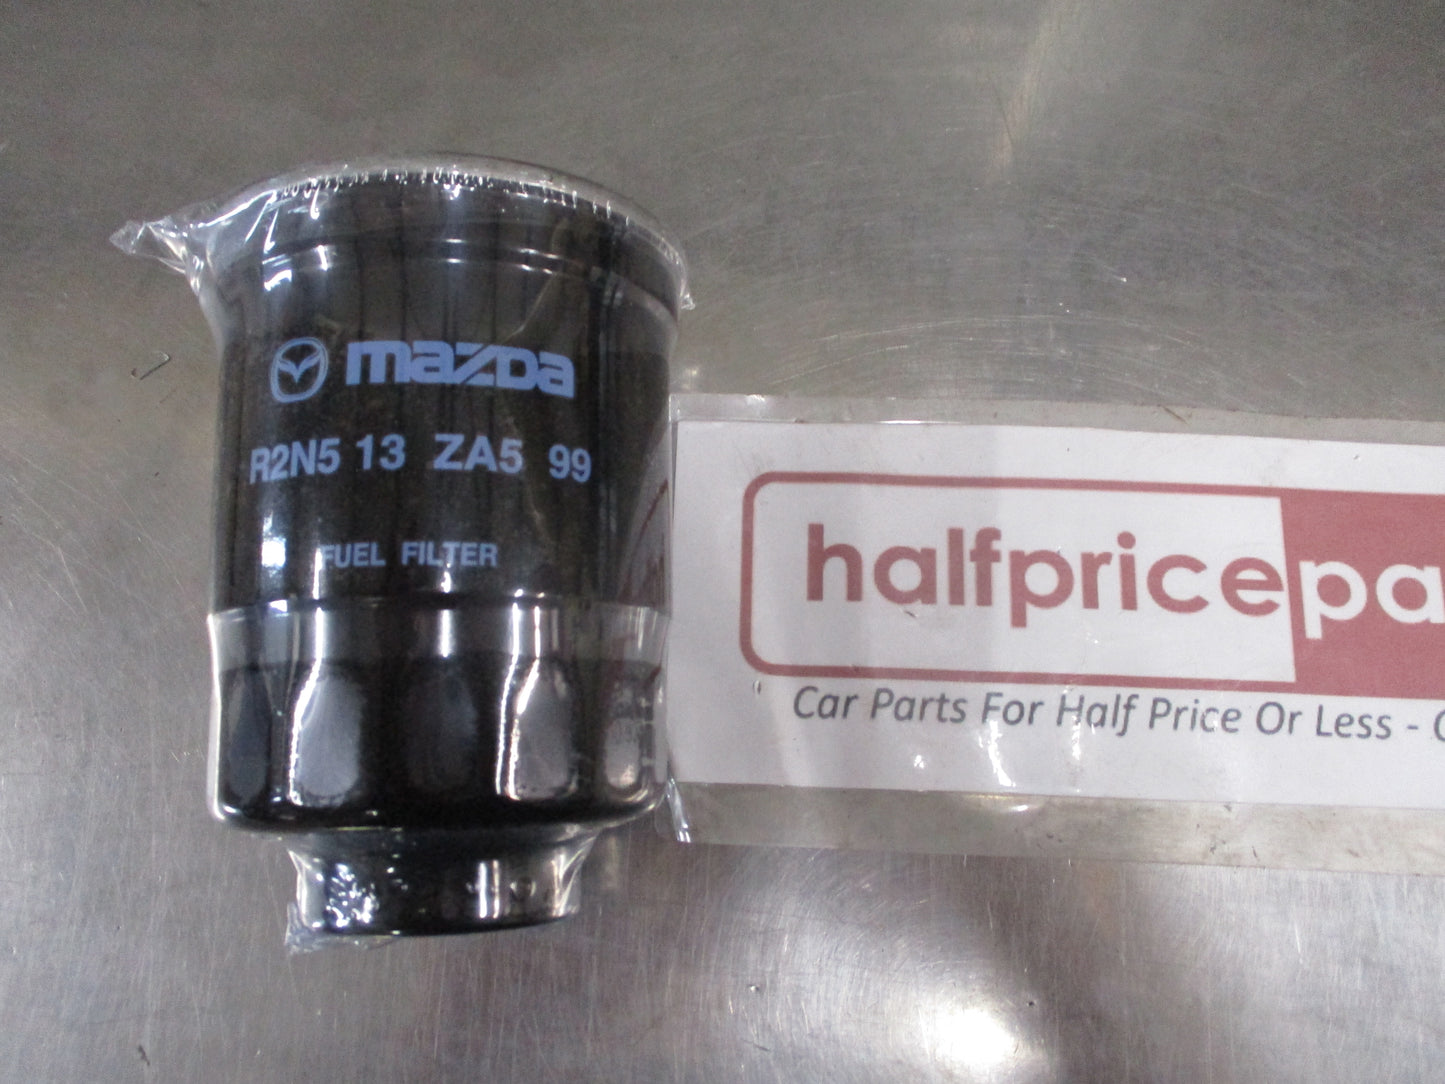 mazda
R2N5 13 ZA5 99
FUEL FILTER
halfpricepa
Car Parts For Half Price Or Less -